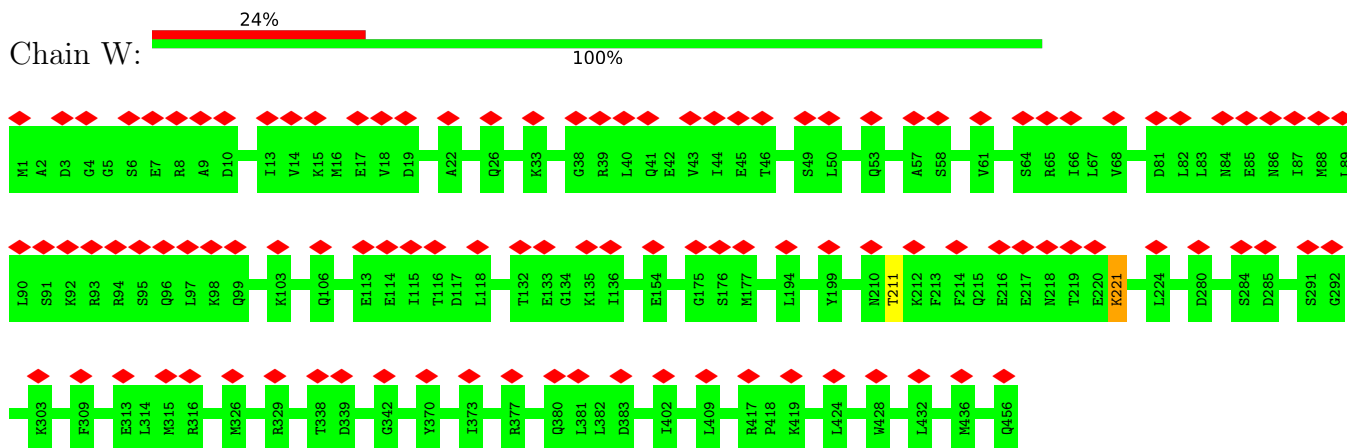 24%
Chain W:
100%
M1 A2 D3 G4 G5 S6 E7 R8 A9 D10 I13 V14 K15 M16 E17 V18 D19 A22 Q26 K33 G38 R39 L40 Q41 E42 V43 I44 E45 T46 S49 L50 Q53 A57 S58 V61 S64 R65 I66 L67 V68 D81 L82 L83 N84 E85 N86 I87 M88 L89
L90 S91 K92 R93 R94 S95 Q96 L97 K98 Q99 K103 Q106 E113 E114 I115 T116 D117 L118 T132 E133 G134 K135 I136 E154 G175 S176 M177 L194 Y199 N210 T211 K212 F213 F214 Q215 E216 E217 N218 T219 E220 K221 L224 D280 S284 D285 S291 G292
K303 F309 E313 L314 M315 R316 M326 R329 T338 D339 G342 Y370 I373 R377 Q380 L381 L382 D383 I402 L409 R417 P418 K419 L424 W428 L432 M436 Q456